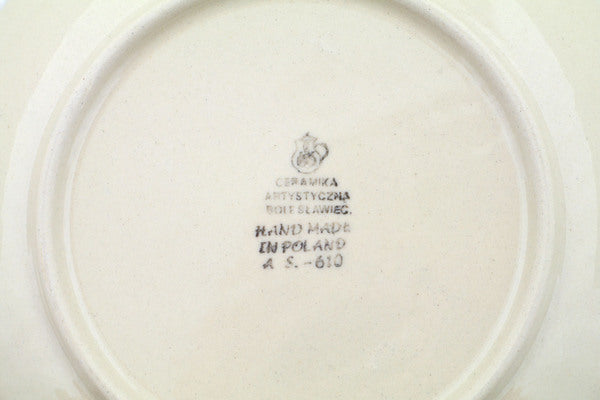 CERAMIKA
ARTYSTYCZNA
BOLESŁAWIEC.
HAND MADE
IN POLAND
A S.-610